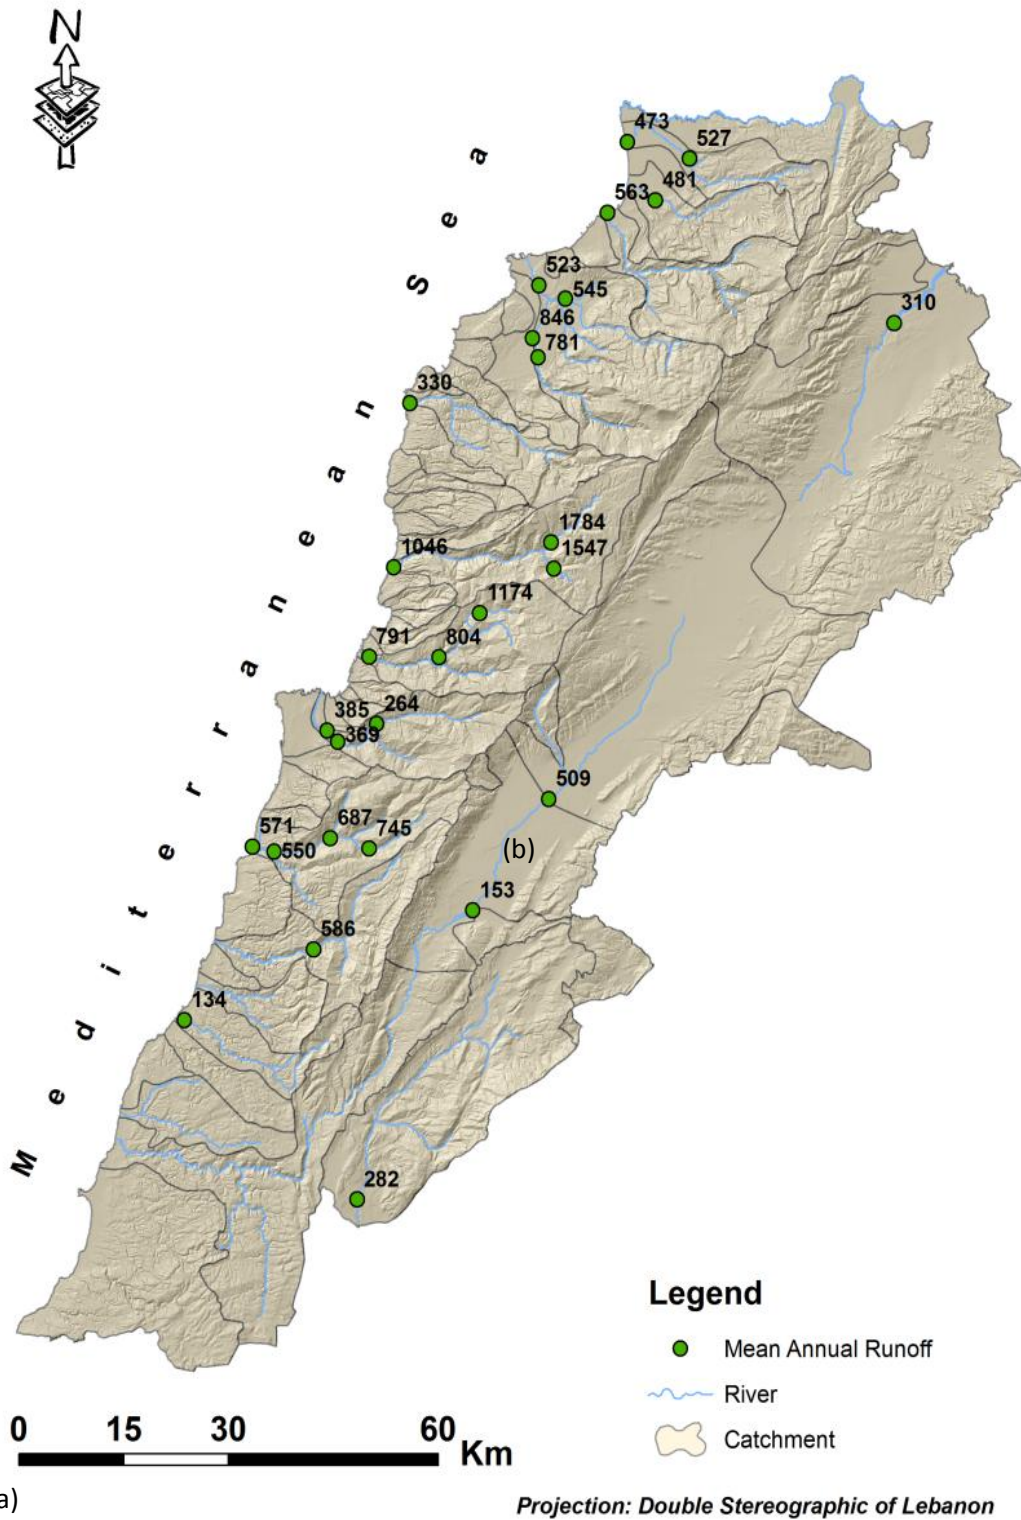 N
Mediterranean Sea
473
527
481
563
523
545
310
846
781
330
1784
1046
1547
1174
791
804
385
264
369
509
687
571
745
550
(b)
153
586
134
282
Legend
Mean Annual Runoff
River
Catchment
0 15 30 60 Km
a)
Projection: Double Stereographic of Lebanon